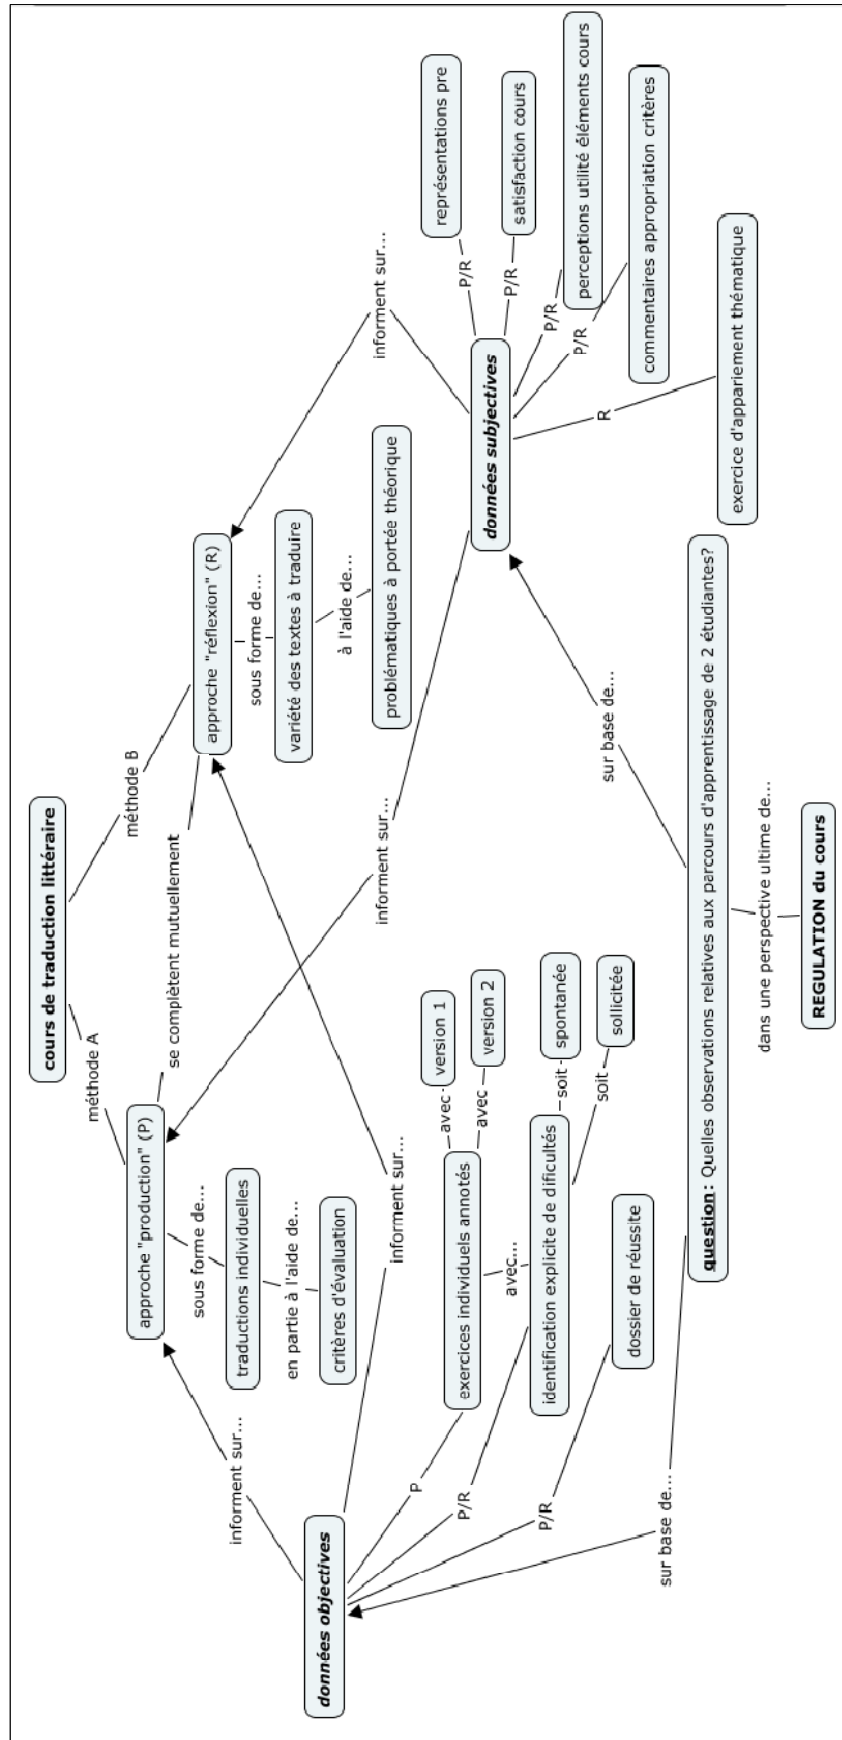 cours de traduction littéraire
méthode A
méthode B
approche "production" (P)
se complètent mutuellement
approche "réflexion" (R)
sous forme de...
traductions individuelles
en partie à l'aide de...
critères d'évaluation
sous forme de...
variété des textes à traduire
à l'aide de...
problématiques à portée théorique
informent sur...
informent sur...
informent sur...
informent sur...
données objectives
données subjectives
P
exercices individuels annotés
avec
version 1
avec
version 2
avec...
P/R
identification explicite de dificultés
soit
spontanée
soit
sollicitée
P/R
dossier de réussite
P/R
représentations pre
P/R
satisfaction cours
P/R
perceptions utilité éléments cours
P/R
commentaires appropriation critères
R
exercice d'appariement thématique
sur base de...
sur base de...
question: Quelles observations relatives aux parcours d'apprentissage de 2 étudiantes?
dans une perspective ultime de...
REGULATION du cours